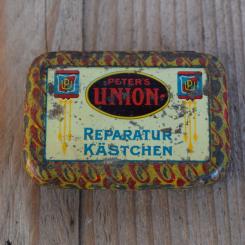 PETER'S
UNION
REPARATUR
KÄSTCHEN